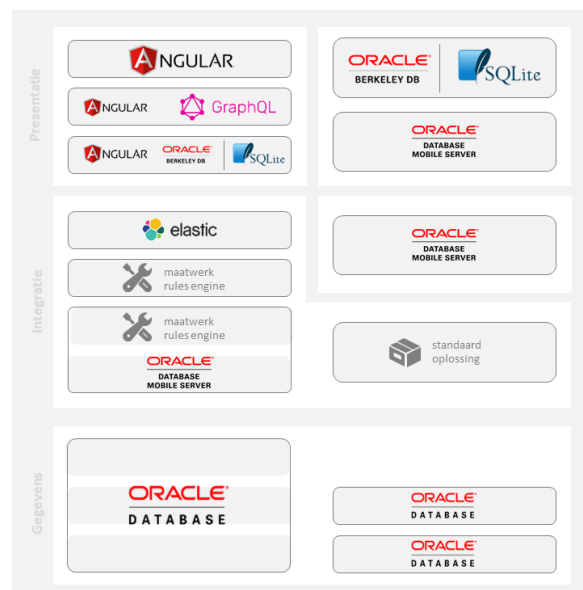 Presentatie
ANGULAR
ANGULAR GraphQL
ANGULAR ORACLE BERKELEY DB SQLite
ORACLE BERKELEY DB SQLite
ORACLE
DATABASE
MOBILE SERVER
Integratie
elastic
maatwerk
rules engine
maatwerk
rules engine
ORACLE
DATABASE
MOBILE SERVER
ORACLE
DATABASE
MOBILE SERVER
standaard
oplossing
Gegevens
ORACLE
DATABASE
ORACLE
DATABASE
ORACLE
DATABASE